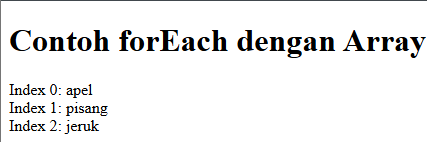 Contoh forEach dengan Array
Index 0: apel
Index 1: pisang
Index 2: jeruk